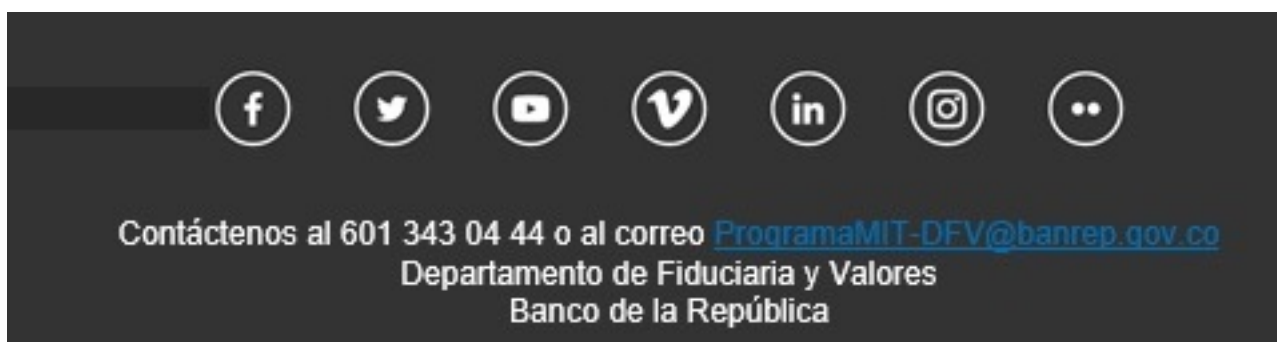 Contáctenos al 601 343 04 44 o al correo ProgramaMIT-DFV@banrep.gov.co
Departamento de Fiduciaria y Valores
Banco de la República